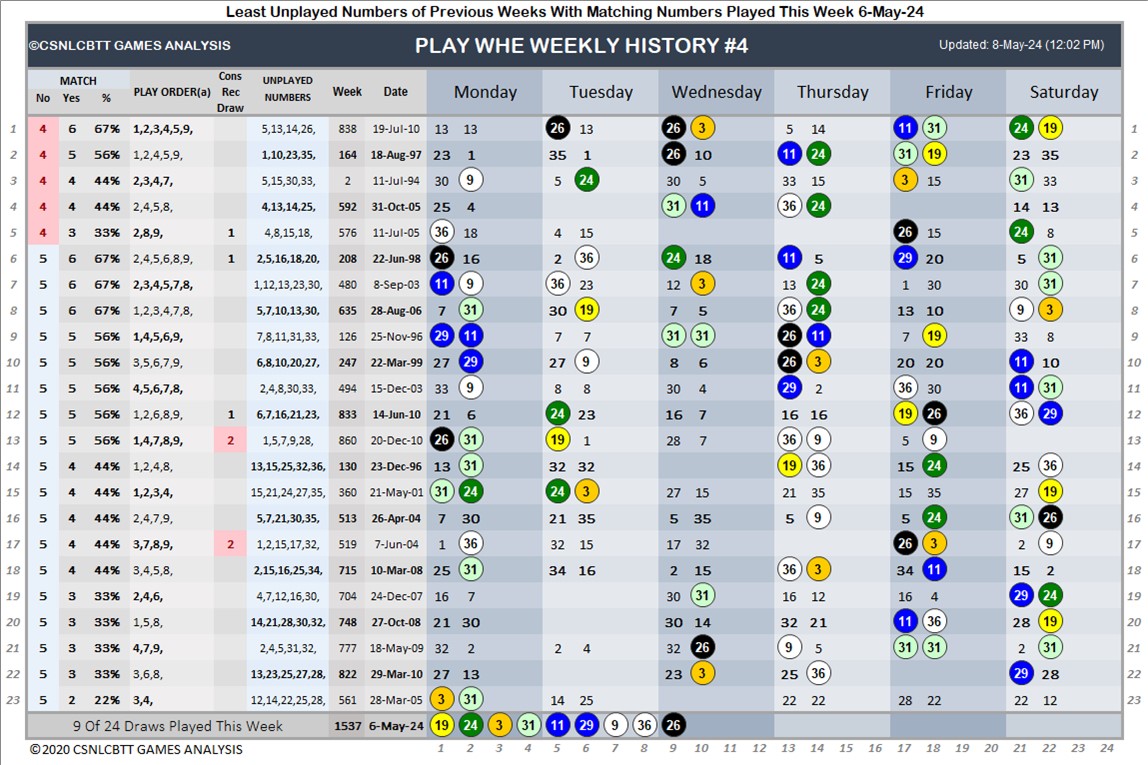 Least Unplayed Numbers of Previous Weeks With Matching Numbers Played This Week 6-May-24
©CSNLCBTT GAMES ANALYSIS PLAY WHE WEEKLY HISTORY #4 Updated: 8-May-24 (12:02 PM)
MATCH Cons
No Yes % PLAY ORDER(a) Rec UNPLAYED NUMBERS Week Date Monday Tuesday Wednesday Thursday Friday Saturday
Draw
1 4 6 67% 1,2,3,4,5,9, 5,13,14,26, 838 19-Jul-10 13 13 26 13 26 3 5 14 11 31 24 19 1
2 4 5 56% 1,2,4,5,9, 1,10,23,35, 164 18-Aug-97 23 1 35 1 26 10 11 24 31 19 23 35 2
3 4 4 44% 2,3,4,7, 5,15,30,33, 2 11-Jul-94 30 9 5 24 30 5 33 15 3 15 31 33 3
4 4 4 44% 2,4,5,8, 4,13,14,25, 592 31-Oct-05 25 4 31 11 36 24 14 13 4
5 4 3 33% 2,8,9, 1 4,8,15,18, 576 11-Jul-05 36 18 4 15 26 15 24 8 5
6 5 6 67% 2,4,5,6,8,9, 1 2,5,16,18,20, 208 22-Jun-98 26 16 2 36 24 18 11 5 29 20 5 31 6
7 5 6 67% 2,3,4,5,7,8, 1,12,13,23,30, 480 8-Sep-03 11 9 36 23 12 3 13 24 1 30 30 31 7
8 5 6 67% 1,2,3,4,7,8, 5,7,10,13,30, 635 28-Aug-06 7 31 30 19 7 5 36 24 13 10 9 3 8
9 5 5 56% 1,4,5,6,9, 7,8,11,31,33, 126 25-Nov-96 29 11 7 7 31 31 26 11 7 19 33 8 9
10 5 5 56% 3,5,6,7,9, 6,8,10,20,27, 247 22-Mar-99 27 29 27 9 8 6 26 3 20 20 11 10 10
11 5 5 56% 4,5,6,7,8, 2,4,8,30,33, 494 15-Dec-03 33 9 8 8 30 4 29 2 36 30 11 31 11
12 5 5 56% 1,2,6,8,9, 1 6,7,16,21,23, 833 14-Jun-10 21 6 24 23 16 7 16 16 19 26 36 29 12
13 5 5 56% 1,4,7,8,9, 2 1,5,7,9,28, 860 20-Dec-10 26 31 19 1 28 7 36 9 5 9 13
14 5 4 44% 1,2,4,8, 13,15,25,32,36, 130 23-Dec-96 13 31 32 32 19 36 15 24 25 36 14
15 5 4 44% 1,2,3,4, 15,21,24,27,35, 360 21-May-01 31 24 24 3 27 15 21 35 15 35 27 19 15
16 5 4 44% 2,4,7,9, 5,7,21,30,35, 513 26-Apr-04 7 30 21 35 5 35 5 9 5 24 31 26 16
17 5 4 44% 3,7,8,9, 2 1,2,15,17,32, 519 7-Jun-04 1 36 32 15 17 32 26 3 2 9 17
18 5 4 44% 3,4,5,8, 2,15,16,25,34, 715 10-Mar-08 25 31 34 16 2 15 36 3 34 11 15 2 18
19 5 3 33% 2,4,6, 4,7,12,16,30, 704 24-Dec-07 16 7 30 31 16 12 16 4 29 24 19
20 5 3 33% 1,5,8, 14,21,28,30,32, 748 27-Oct-08 21 30 30 14 32 21 11 36 28 19 20
21 5 3 33% 4,7,9, 2,4,5,31,32, 777 18-May-09 32 2 2 4 32 26 9 5 31 31 2 31 21
22 5 3 33% 3,6,8, 13,23,25,27,28, 822 29-Mar-10 27 13 23 3 25 36 29 28 22
23 5 2 22% 3,4, 12,14,22,25,28, 561 28-Mar-05 3 31 14 25 22 22 28 22 22 12 23
9 Of 24 Draws Played This Week 1537 6-May-24 19 24 3 31 11 29 9 36 26
©2020 CSNLCBTT GAMES ANALYSIS 1 2 3 4 5 6 7 8 9 10 11 12 13 14 15 16 17 18 19 20 21 22 23 24